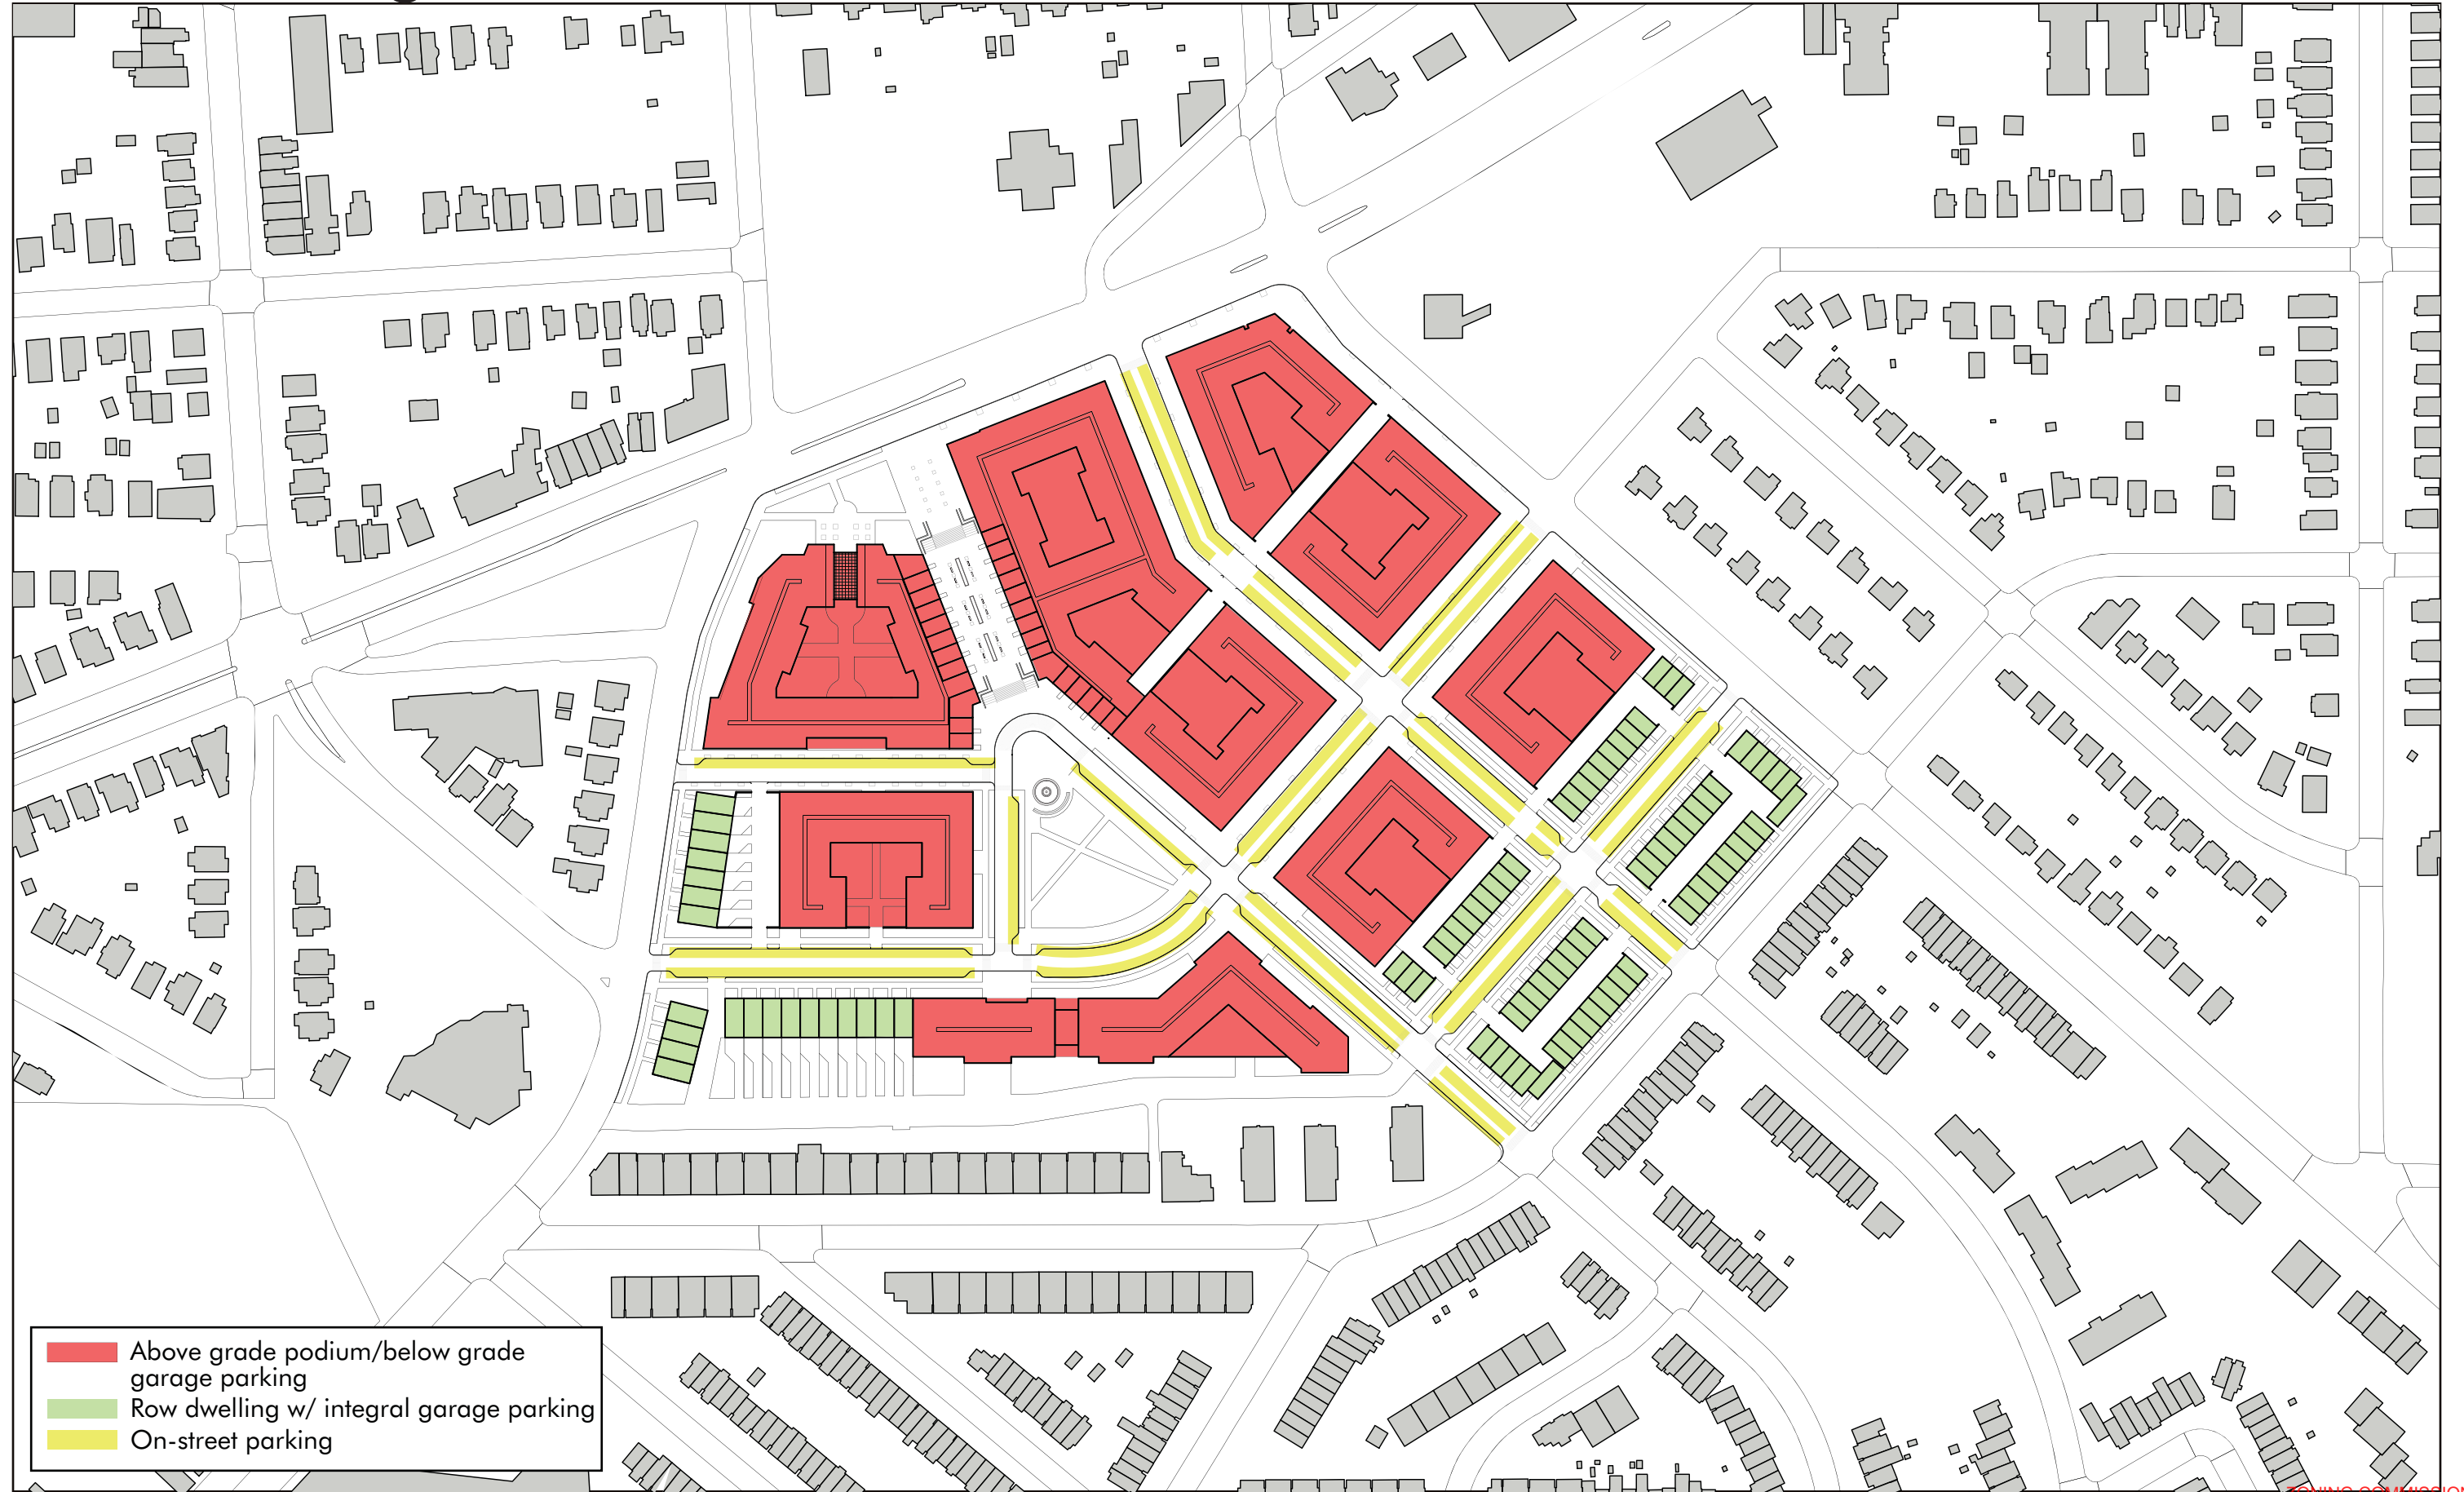 Above grade podium/below grade
garage parking
Row dwelling w/ integral garage parking
On-street parking